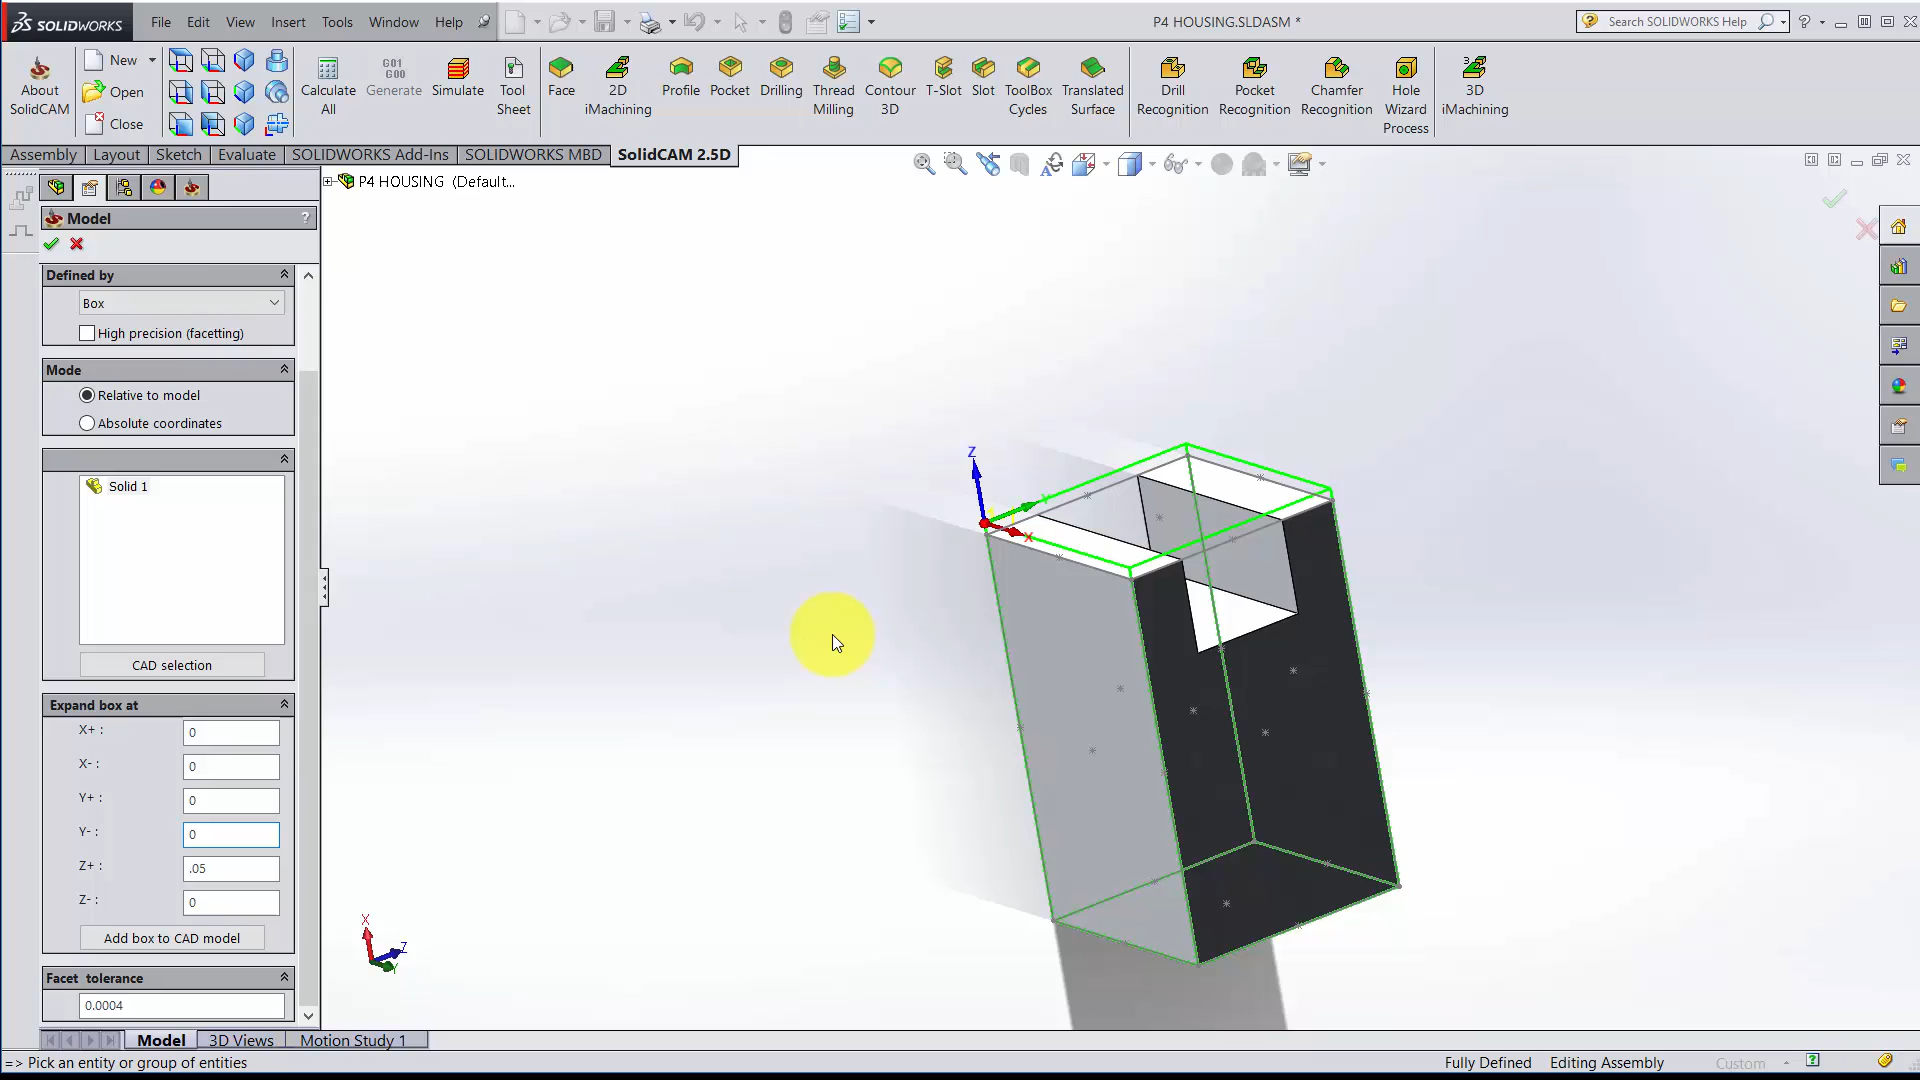 SOLIDWORKS File Edit View Insert Tools Window Help P4 HOUSING.SLDASM * Search SOLIDWORKS Help
About SolidCAM
New
Open
Close
Calculate All
G01 G00 Generate
Simulate
Tool Sheet
Face
2D iMachining
Profile
Pocket
Drilling
Thread Milling
Contour 3D
T-Slot
Slot
ToolBox Cycles
Translated Surface
Drill Recognition
Pocket Recognition
Chamfer Recognition
Hole Wizard Process
3D iMachining
Assembly Layout Sketch Evaluate SOLIDWORKS Add-Ins SOLIDWORKS MBD SolidCAM 2.5D
P4 HOUSING (Default...
Model ?
Defined by
Box
High precision (facetting)
Mode
Relative to model
Absolute coordinates
Solid 1
CAD selection
Expand box at
X+ : 0
X- : 0
Y+ : 0
Y- : 0
Z+ : .05
Z- : 0
Add box to CAD model
Facet tolerance
0.0004
Z
Y
X
X
Z
Y
Model 3D Views Motion Study 1
=> Pick an entity or group of entities Fully Defined Editing Assembly Custom